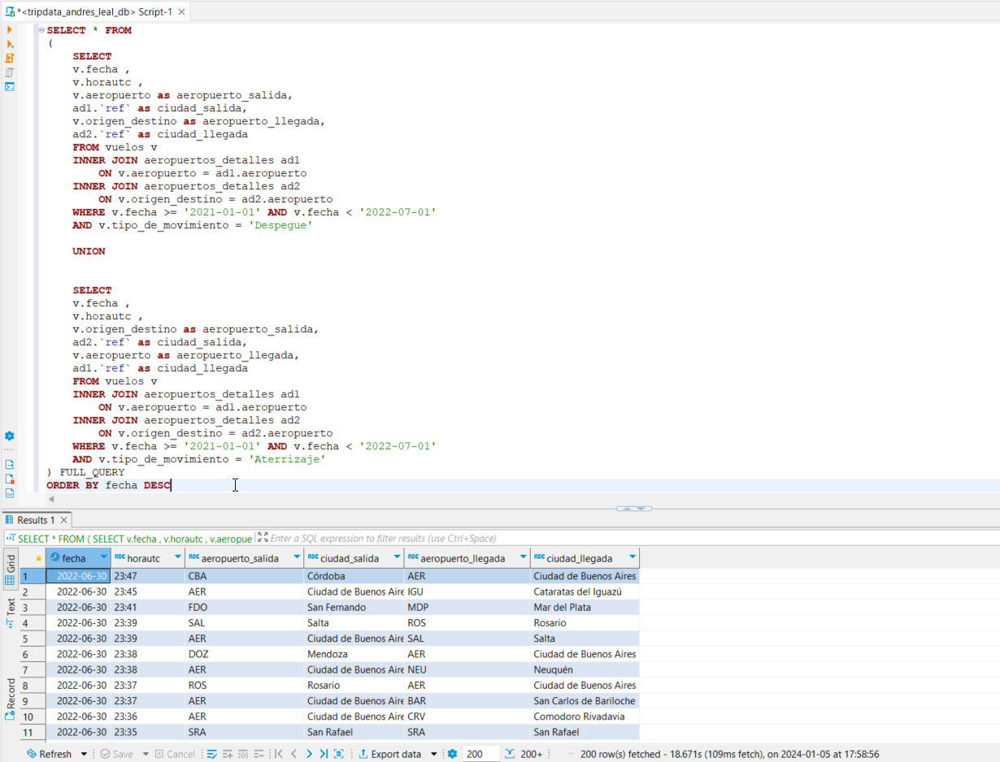 *<tripdata_andres_leal_db> Script-1
SELECT * FROM
(
SELECT
v.fecha ,
v.horautc ,
v.aeropuerto as aeropuerto_salida,
ad1.`ref` as ciudad_salida,
v.origen_destino as aeropuerto_llegada,
ad2.`ref` as ciudad_llegada
FROM vuelos v
INNER JOIN aeropuertos_detalles ad1
ON v.aeropuerto = ad1.aeropuerto
INNER JOIN aeropuertos_detalles ad2
ON v.origen_destino = ad2.aeropuerto
WHERE v.fecha >= '2021-01-01' AND v.fecha < '2022-07-01'
AND v.tipo_de_movimiento = 'Despegue'
UNION
SELECT
v.fecha ,
v.horautc ,
v.origen_destino as aeropuerto_salida,
ad2.`ref` as ciudad_salida,
v.aeropuerto as aeropuerto_llegada,
ad1.`ref` as ciudad_llegada
FROM vuelos v
INNER JOIN aeropuertos_detalles ad1
ON v.aeropuerto = ad1.aeropuerto
INNER JOIN aeropuertos_detalles ad2
ON v.origen_destino = ad2.aeropuerto
WHERE v.fecha >= '2021-01-01' AND v.fecha < '2022-07-01'
AND v.tipo_de_movimiento = 'Aterrizaje'
) FULL_QUERY
ORDER BY fecha DESC
Results 1
SELECT * FROM ( SELECT v.fecha , v.horautc , v.aeropue Enter a SQL expression to filter results (use Ctrl+Space)
Grid
Text
Record
fecha horautc aeropuerto_salida ciudad_salida aeropuerto_llegada ciudad_llegada
1 2022-06-30 23:47 CBA Córdoba AER Ciudad de Buenos Aires
2 2022-06-30 23:45 AER Ciudad de Buenos Aire IGU Cataratas del Iguazú
3 2022-06-30 23:41 FDO San Fernando MDP Mar del Plata
4 2022-06-30 23:39 SAL Salta ROS Rosario
5 2022-06-30 23:39 AER Ciudad de Buenos Aire SAL Salta
6 2022-06-30 23:38 DOZ Mendoza AER Ciudad de Buenos Aires
7 2022-06-30 23:38 AER Ciudad de Buenos Aire NEU Neuquén
8 2022-06-30 23:37 ROS Rosario AER Ciudad de Buenos Aires
9 2022-06-30 23:37 AER Ciudad de Buenos Aire BAR San Carlos de Bariloche
10 2022-06-30 23:36 AER Ciudad de Buenos Aire CRV Comodoro Rivadavia
11 2022-06-30 23:35 SRA San Rafael SRA San Rafael
Refresh Save Cancel Export data 200 200+ 200 row(s) fetched - 18.671s (109ms fetch), on 2024-01-05 at 17:58:56